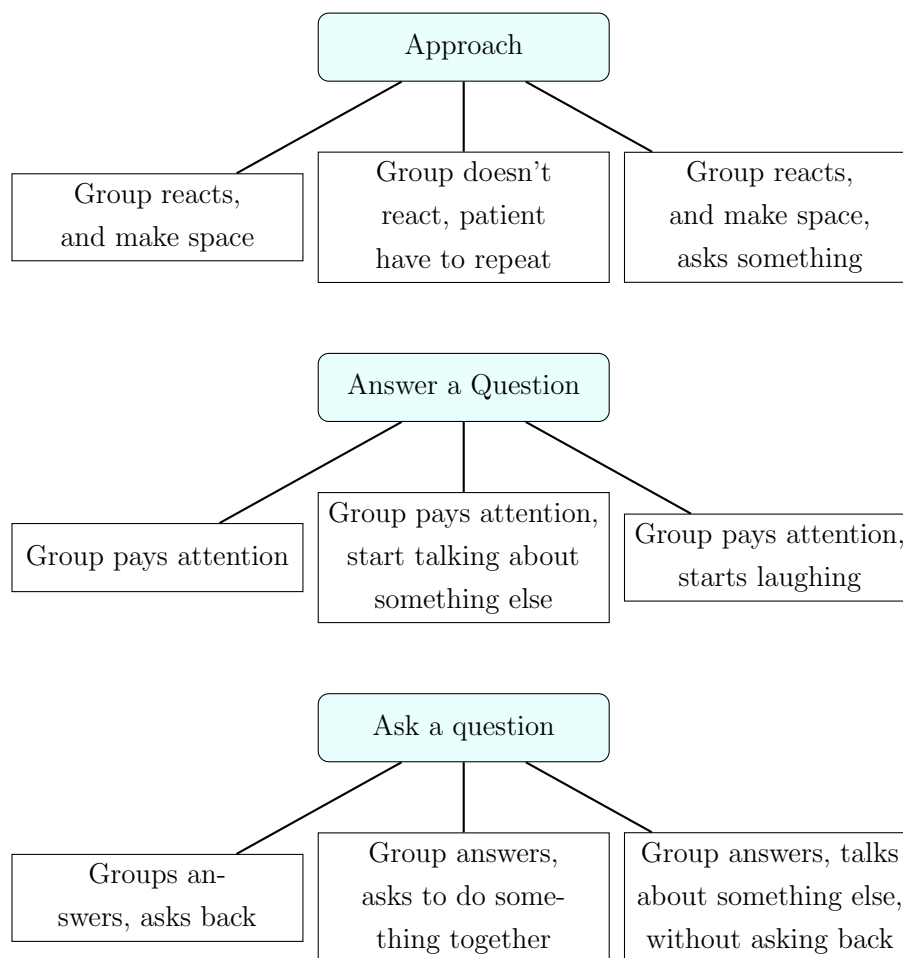 Approach
Group reacts,
and make space
Group doesn't
react, patient
have to repeat
Group reacts,
and make space,
asks something
Answer a Question
Group pays attention
Group pays attention,
start talking about
something else
Group pays attention,
starts laughing
Ask a question
Groups an-
swers, asks back
Group answers,
asks to do some-
thing together
Group answers, talks
about something else,
without asking back